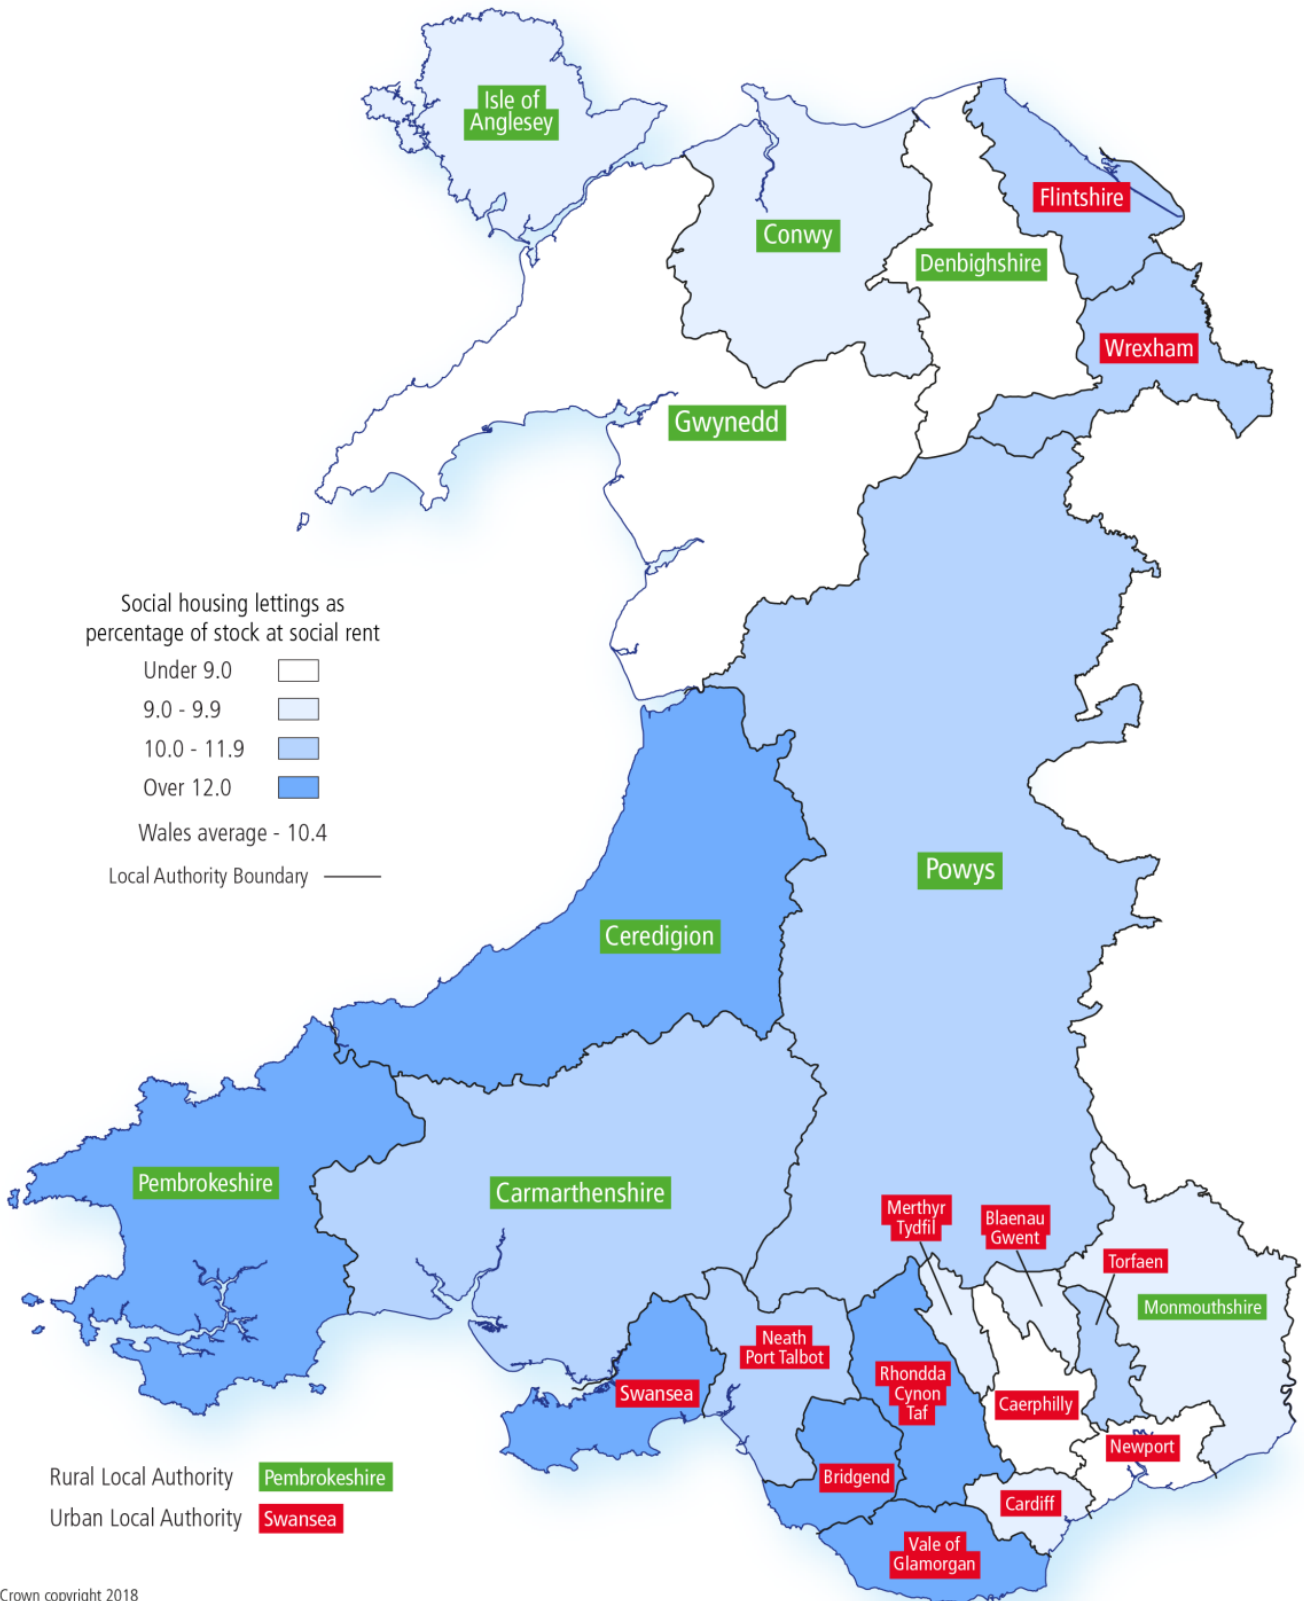 Isle of
Anglesey
Flintshire
Conwy
Denbighshire
Wrexham
Gwynedd
Social housing lettings as
percentage of stock at social rent
Under 9.0
9.0 - 9.9
10.0 - 11.9
Over 12.0
Wales average - 10.4
Local Authority Boundary
Powys
Ceredigion
Pembrokeshire
Carmarthenshire
Merthyr
Tydfil
Blaenau
Gwent
Torfaen
Monmouthshire
Neath
Port Talbot
Rhondda
Cynon
Taf
Swansea
Caerphilly
Newport
Bridgend
Cardiff
Vale of
Glamorgan
Rural Local Authority Pembrokeshire
Urban Local Authority Swansea
Crown copyright 2018